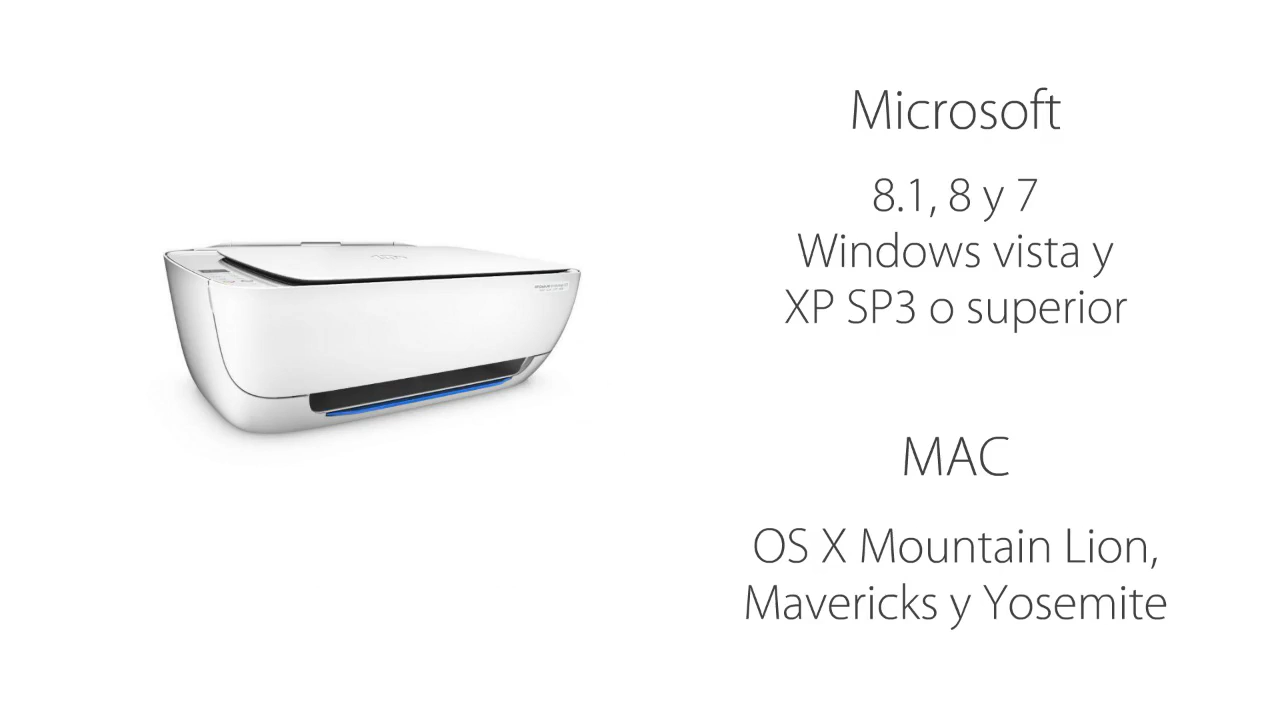 Microsoft
8.1, 8 y 7
Windows vista y
XP SP3 o superior
MAC
OS X Mountain Lion,
Mavericks y Yosemite